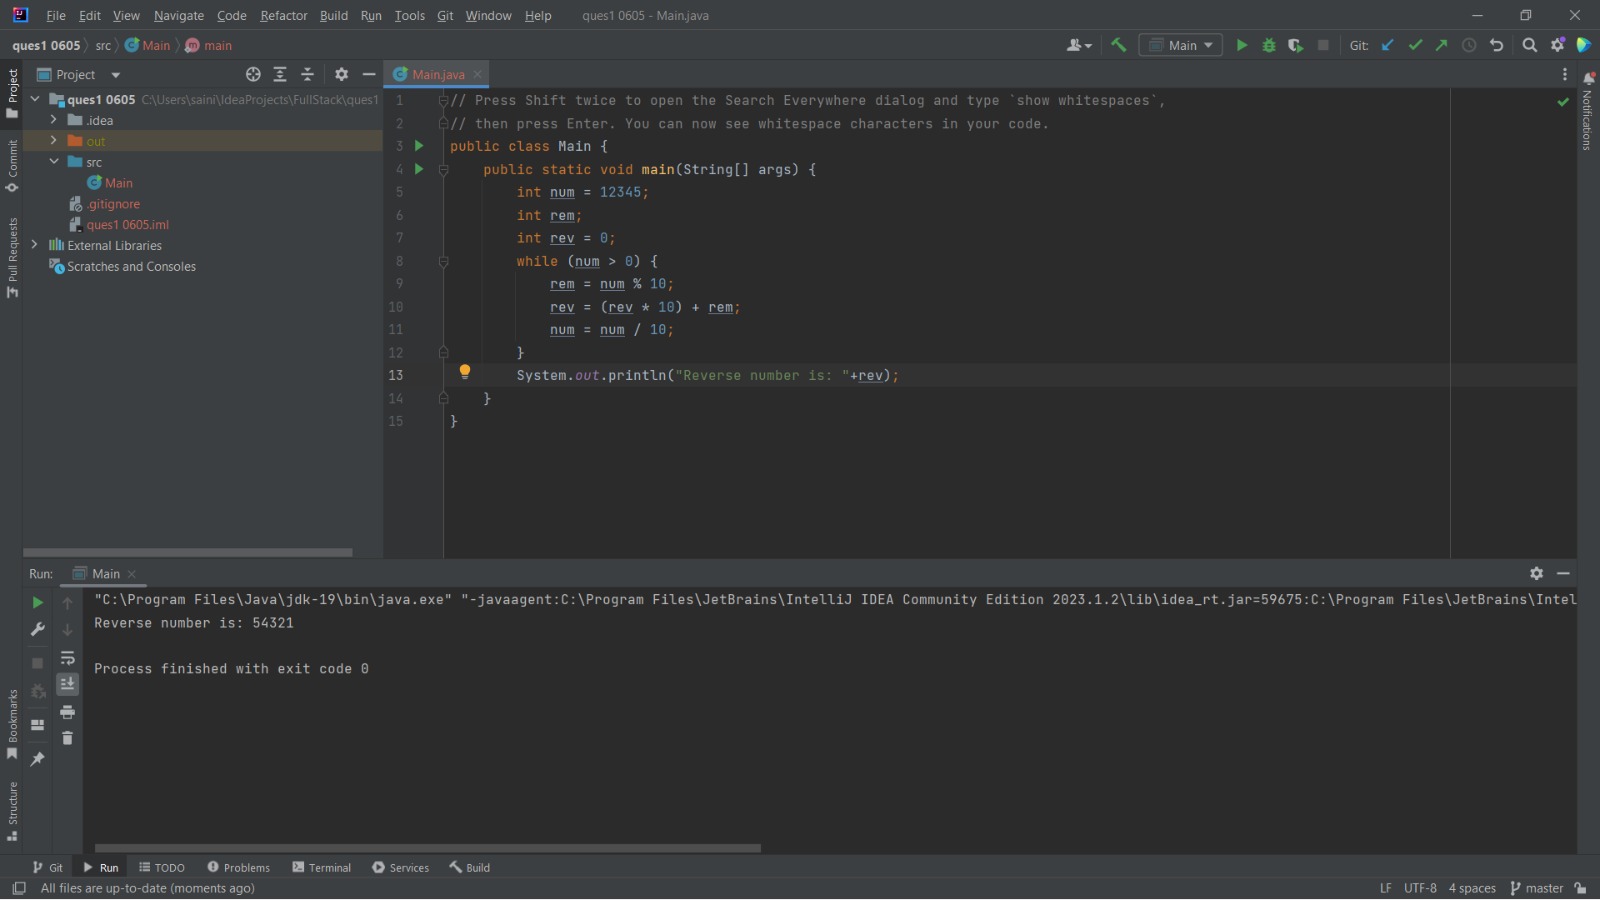 File Edit View Navigate Code Refactor Build Run Tools Git Window Help ques1 0605 - Main.java
ques1 0605 src Main main
Main Git:
Project
Main.java
ques1 0605 C:\Users\saini\IdeaProjects\FullStack\ques1
.idea
out
src
Main
.gitignore
ques1 0605.iml
External Libraries
Scratches and Consoles
Project
Commit
Pull Requests
Bookmarks
Structure
Notifications
1 // Press Shift twice to open the Search Everywhere dialog and type `show whitespaces`,
2 // then press Enter. You can now see whitespace characters in your code.
3 public class Main {
4 public static void main(String[] args) {
5 int num = 12345;
6 int rem;
7 int rev = 0;
8 while (num > 0) {
9 rem = num % 10;
10 rev = (rev * 10) + rem;
11 num = num / 10;
12 }
13 System.out.println("Reverse number is: "+rev);
14 }
15 }
Run: Main
"C:\Program Files\Java\jdk-19\bin\java.exe" "-javaagent:C:\Program Files\JetBrains\IntelliJ IDEA Community Edition 2023.1.2\lib\idea_rt.jar=59675:C:\Program Files\JetBrains\Intel
Reverse number is: 54321
Process finished with exit code 0
Git Run TODO Problems Terminal Services Build
All files are up-to-date (moments ago) LF UTF-8 4 spaces master